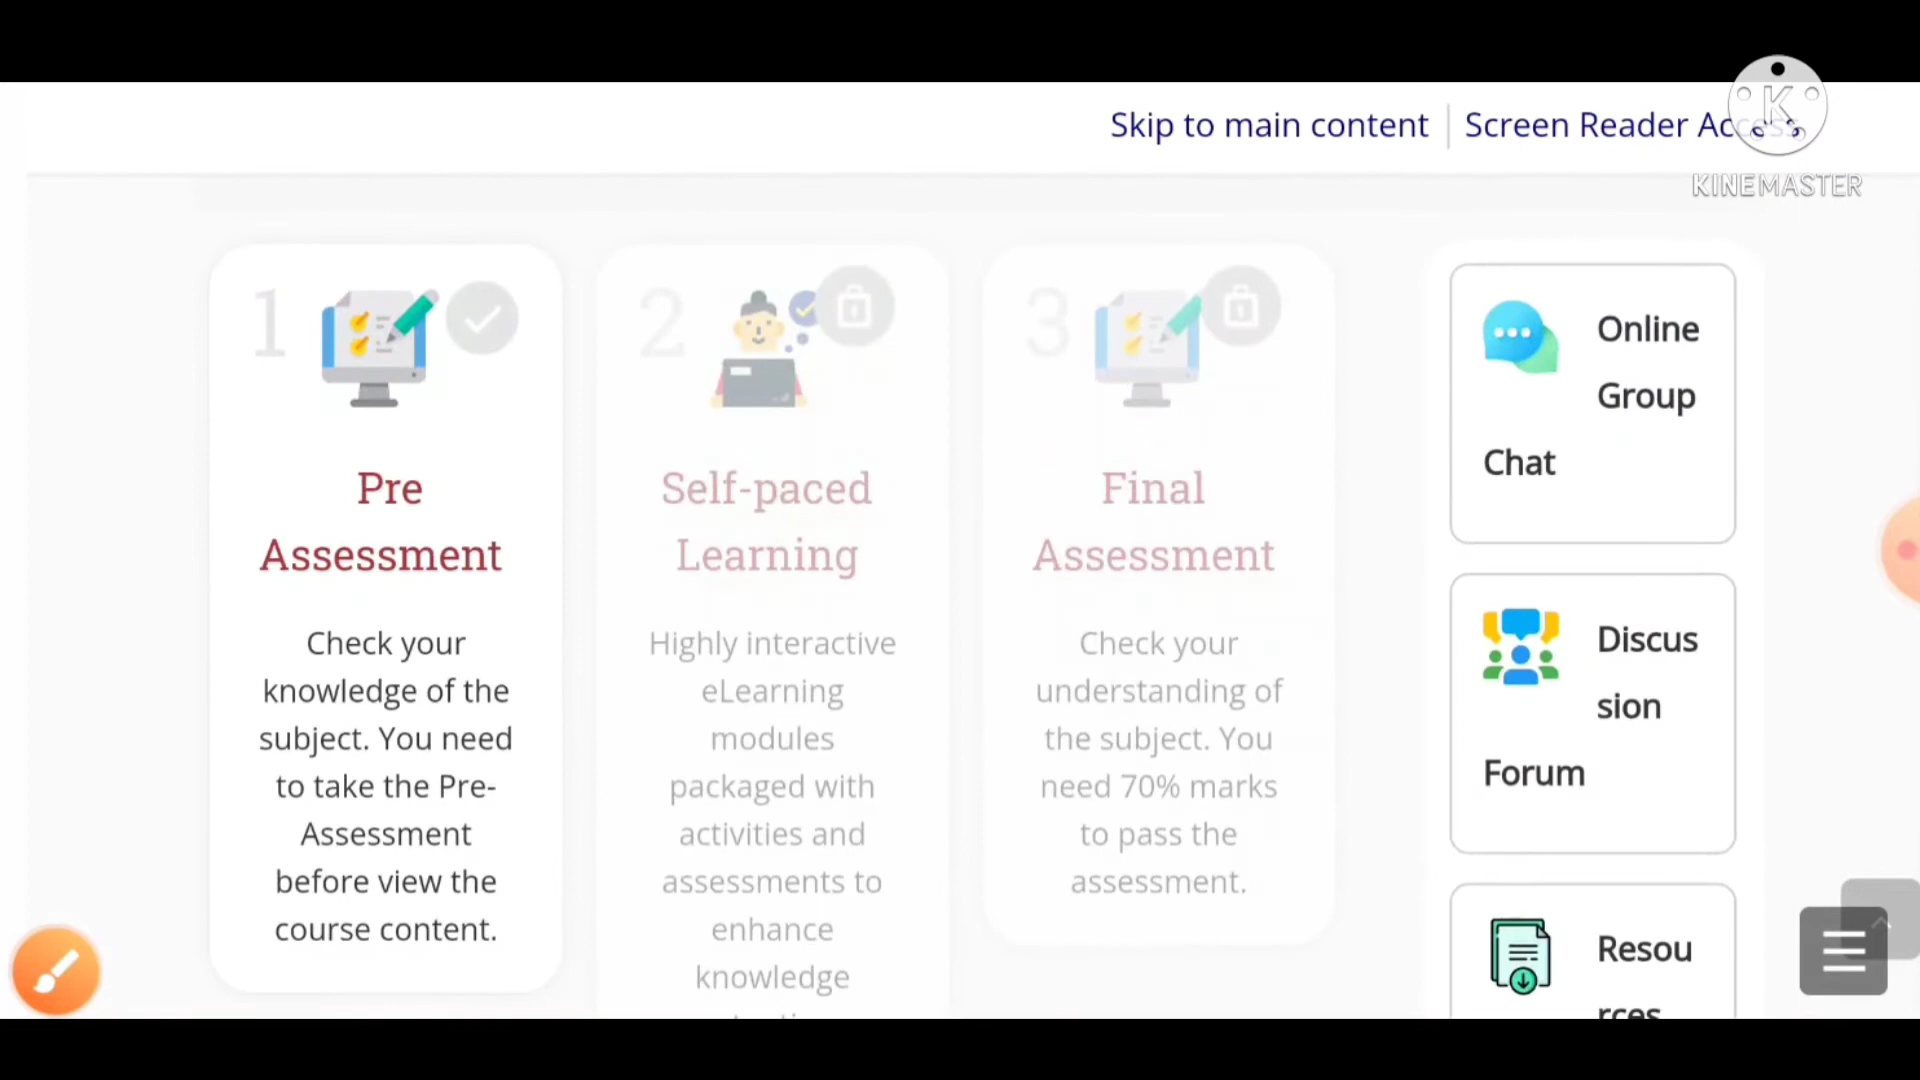 Skip to main content
Screen Reader Access
K
KINEMASTER
1
Pre
Assessment
Check your
knowledge of the
subject. You need
to take the Pre-
Assessment
before view the
course content.
2
Self-paced
Learning
Highly interactive
eLearning
modules
packaged with
activities and
assessments to
enhance
knowledge
3
Final
Assessment
Check your
understanding of
the subject. You
need 70% marks
to pass the
assessment.
Online
Group
Chat
Discus
sion
Forum
Resou
rces